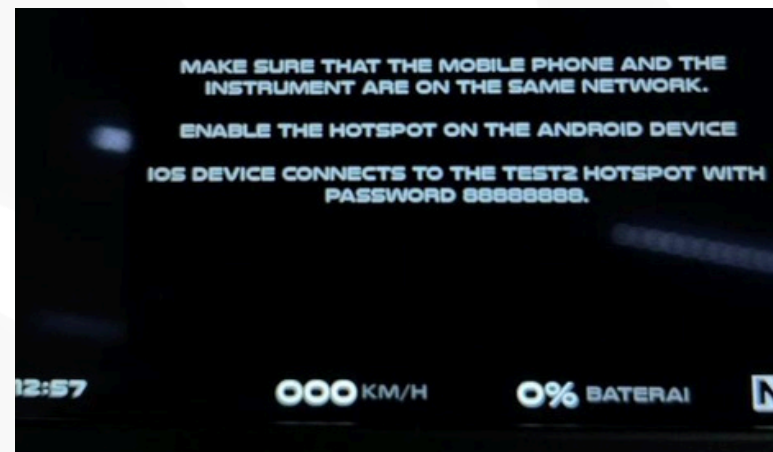 MAKE SURE THAT THE MOBILE PHONE AND THE
INSTRUMENT ARE ON THE SAME NETWORK.
ENABLE THE HOTSPOT ON THE ANDROID DEVICE
IOS DEVICE CONNECTS TO THE TEST2 HOTSPOT WITH
PASSWORD 88888888.
12:57 000 KM/H 0% BATERAI N